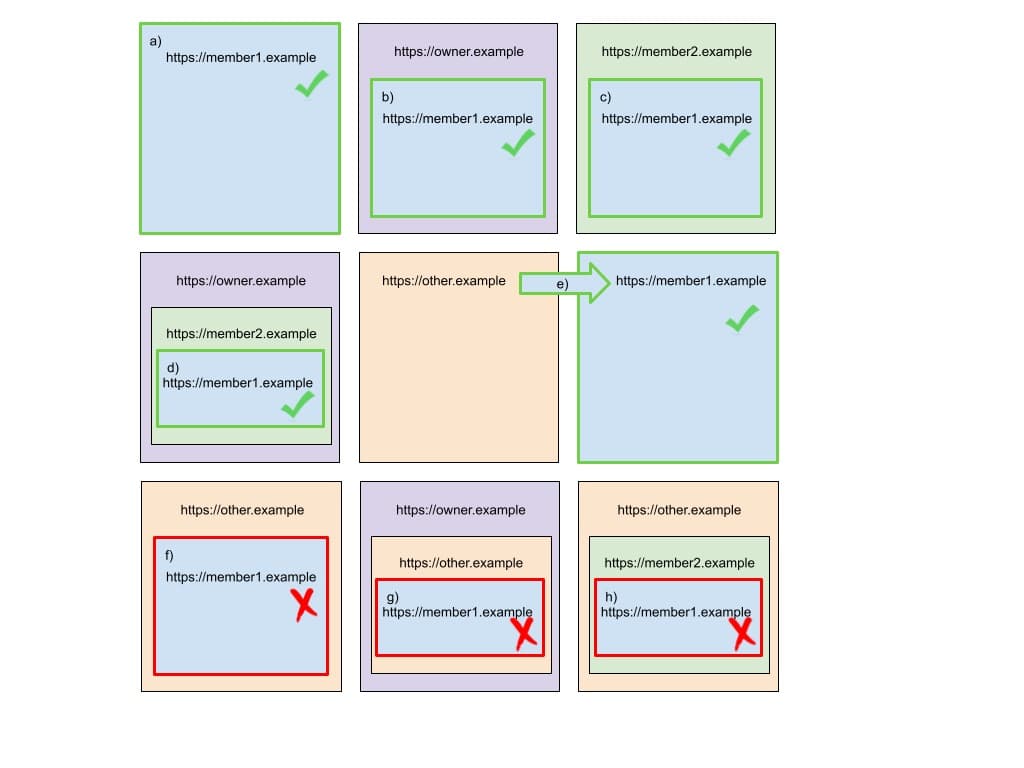 a)
https://member1.example
https://owner.example
b)
https://member1.example
https://member2.example
c)
https://member1.example
https://owner.example
https://member2.example
d)
https://member1.example
https://other.example
e)
https://member1.example
https://other.example
f)
https://member1.example
https://owner.example
https://other.example
g)
https://member1.example
https://other.example
https://member2.example
h)
https://member1.example